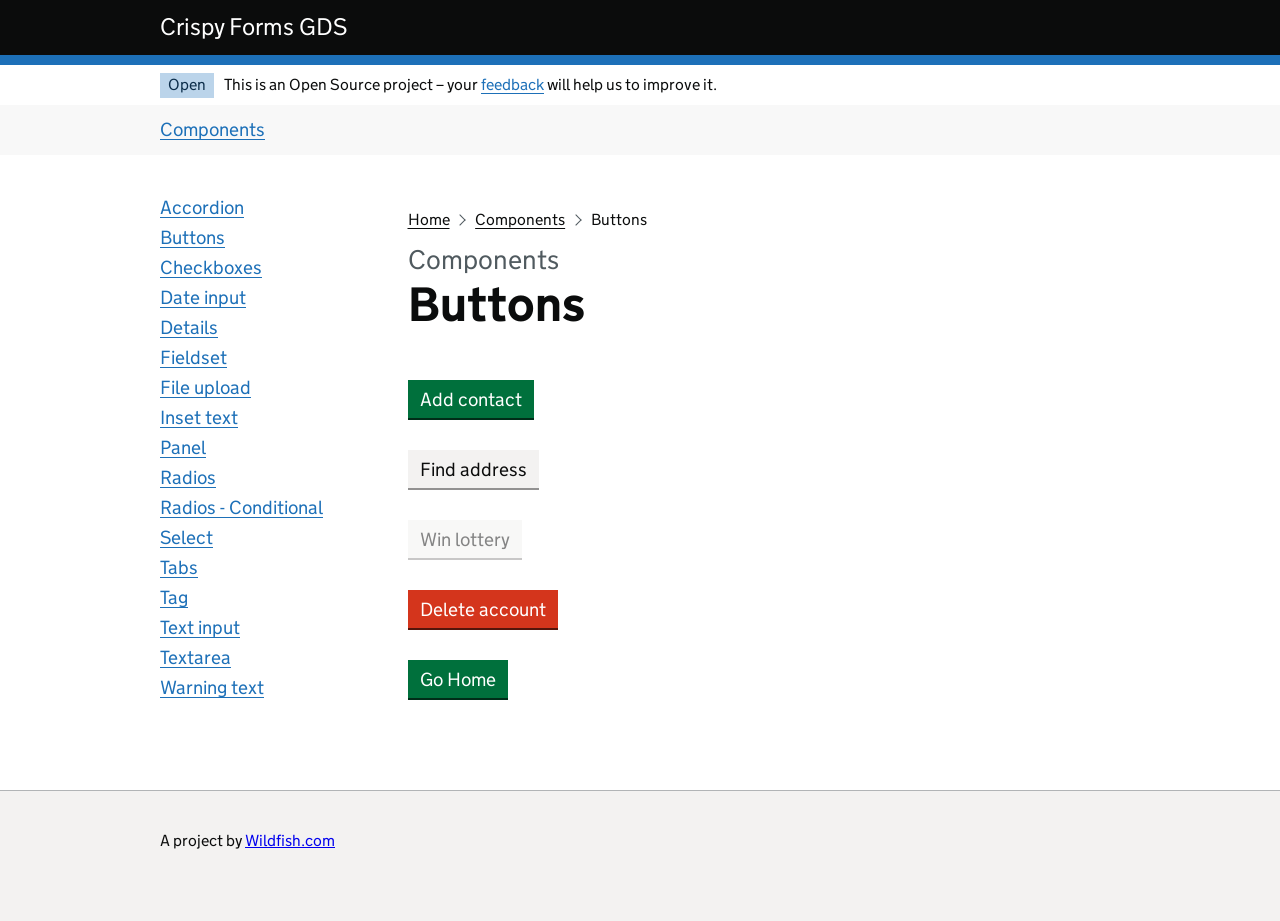 Crispy Forms GDS
Open This is an Open Source project – your feedback will help us to improve it.
Components
Accordion
Buttons
Checkboxes
Date input
Details
Fieldset
File upload
Inset text
Panel
Radios
Radios - Conditional
Select
Tabs
Tag
Text input
Textarea
Warning text
Home Components Buttons
Components
Buttons
Add contact
Find address
Win lottery
Delete account
Go Home
A project by Wildfish.com